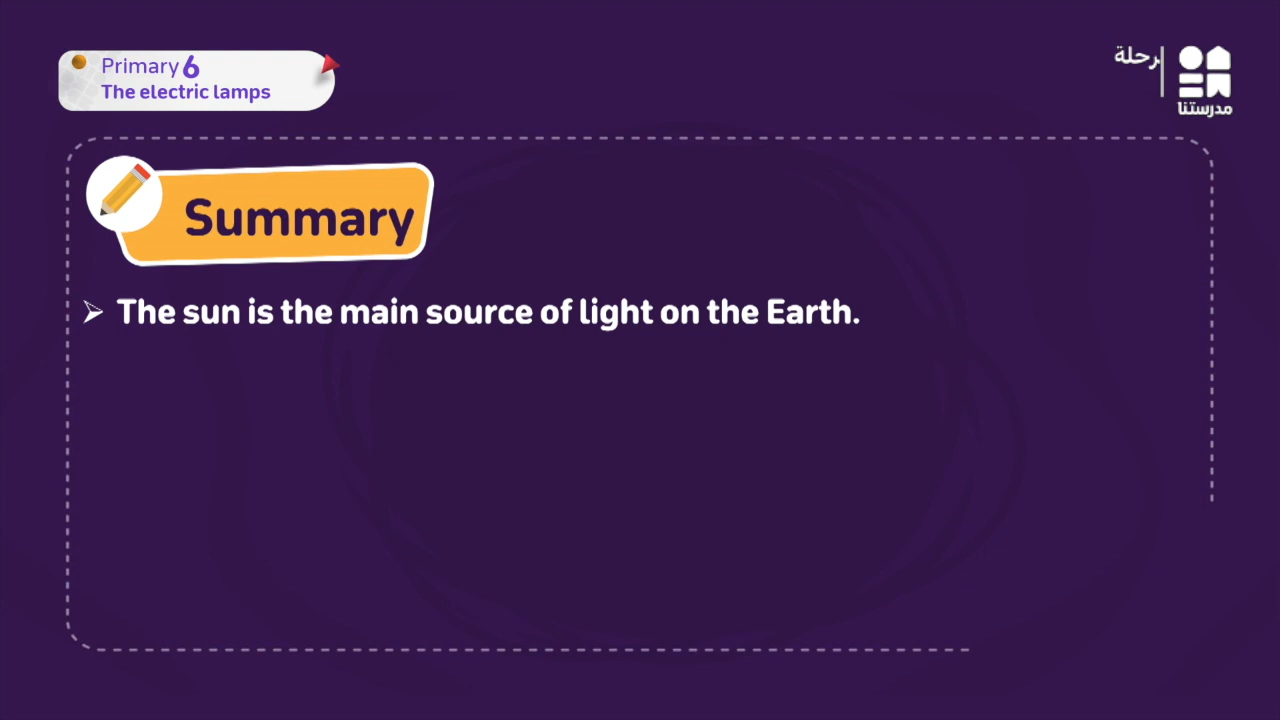 Primary 6
The electric lamps
رحلة
مدرستنا
Summary
➢ The sun is the main source of light on the Earth.